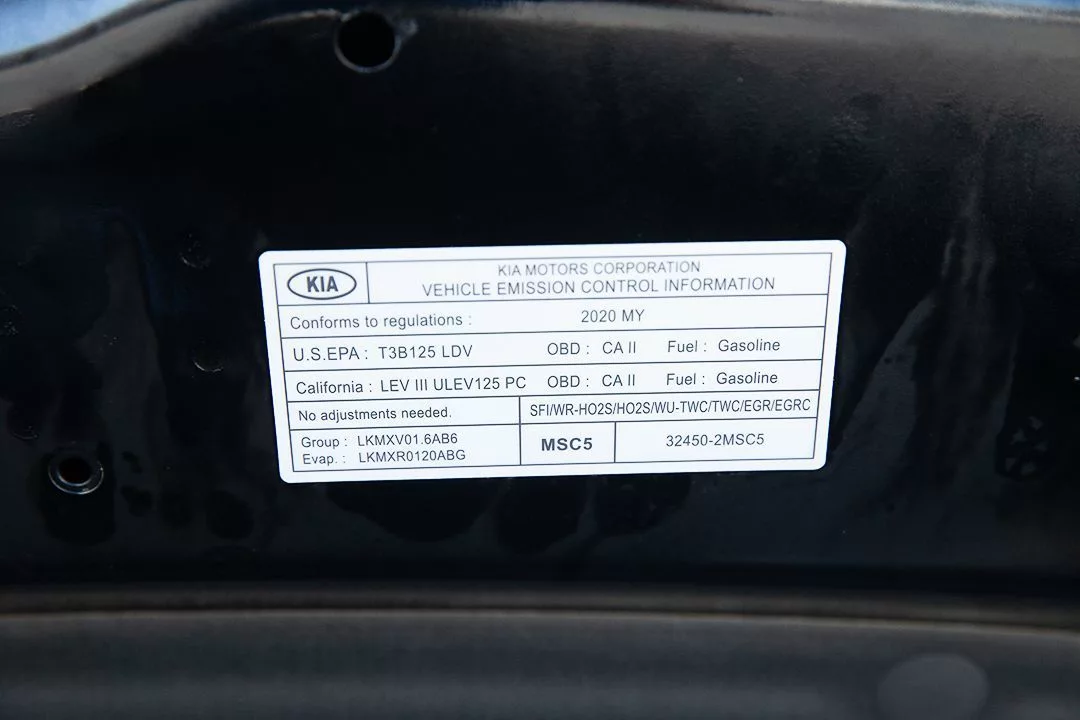 KIA
KIA MOTORS CORPORATION
VEHICLE EMISSION CONTROL INFORMATION
Conforms to regulations : 2020 MY
U.S.EPA : T3B125 LDV OBD : CA II Fuel : Gasoline
California : LEV III ULEV125 PC OBD : CA II Fuel : Gasoline
No adjustments needed. SFI/WR-HO2S/HO2S/WU-TWC/TWC/EGR/EGRC
Group : LKMXV01.6AB6
Evap. : LKMXR0120ABG
MSC5 32450-2MSC5